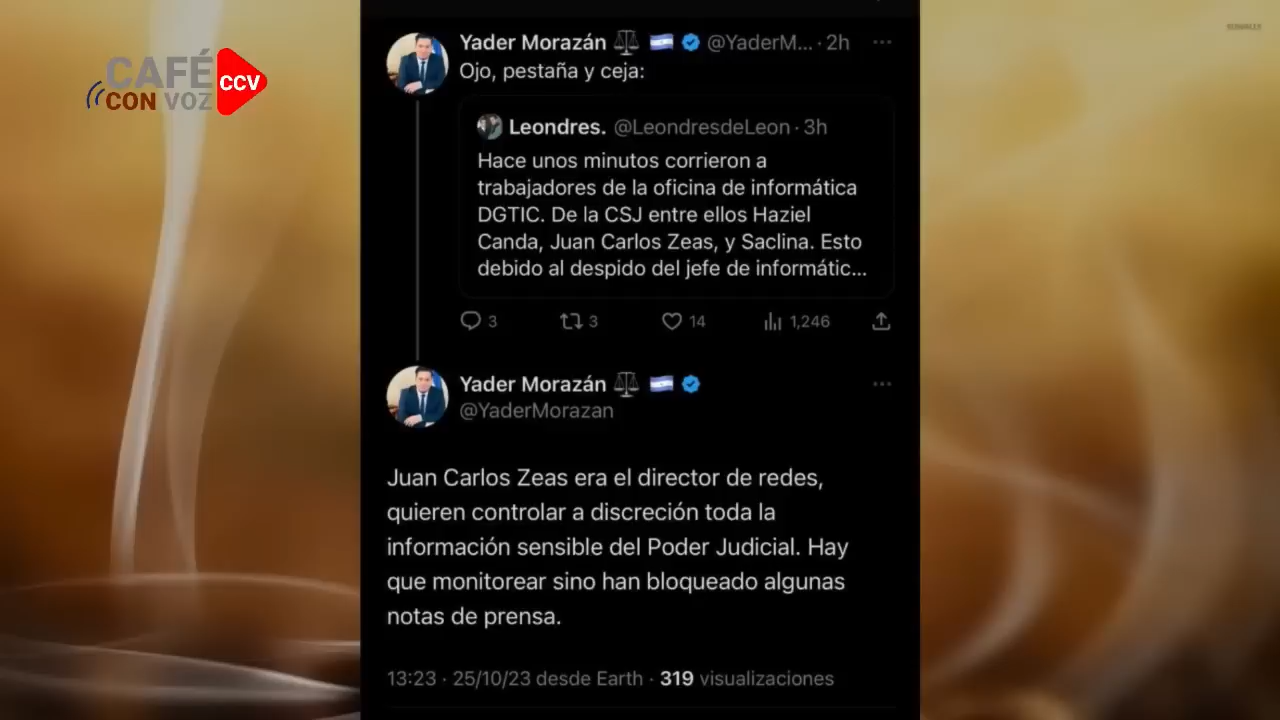 CAFÉ
CON VOZ
CCV
Yader Morazán @YaderM... · 2h
Ojo, pestaña y ceja:
Leondres. @LeondresdeLeon · 3h
Hace unos minutos corrieron a
trabajadores de la oficina de informática
DGTIC. De la CSJ entre ellos Haziel
Canda, Juan Carlos Zeas, y Saclina. Esto
debido al despido del jefe de informátic...
3 3 14 1,246
Yader Morazán
@YaderMorazan
Juan Carlos Zeas era el director de redes,
quieren controlar a discreción toda la
información sensible del Poder Judicial. Hay
que monitorear sino han bloqueado algunas
notas de prensa.
13:23 · 25/10/23 desde Earth · 319 visualizaciones